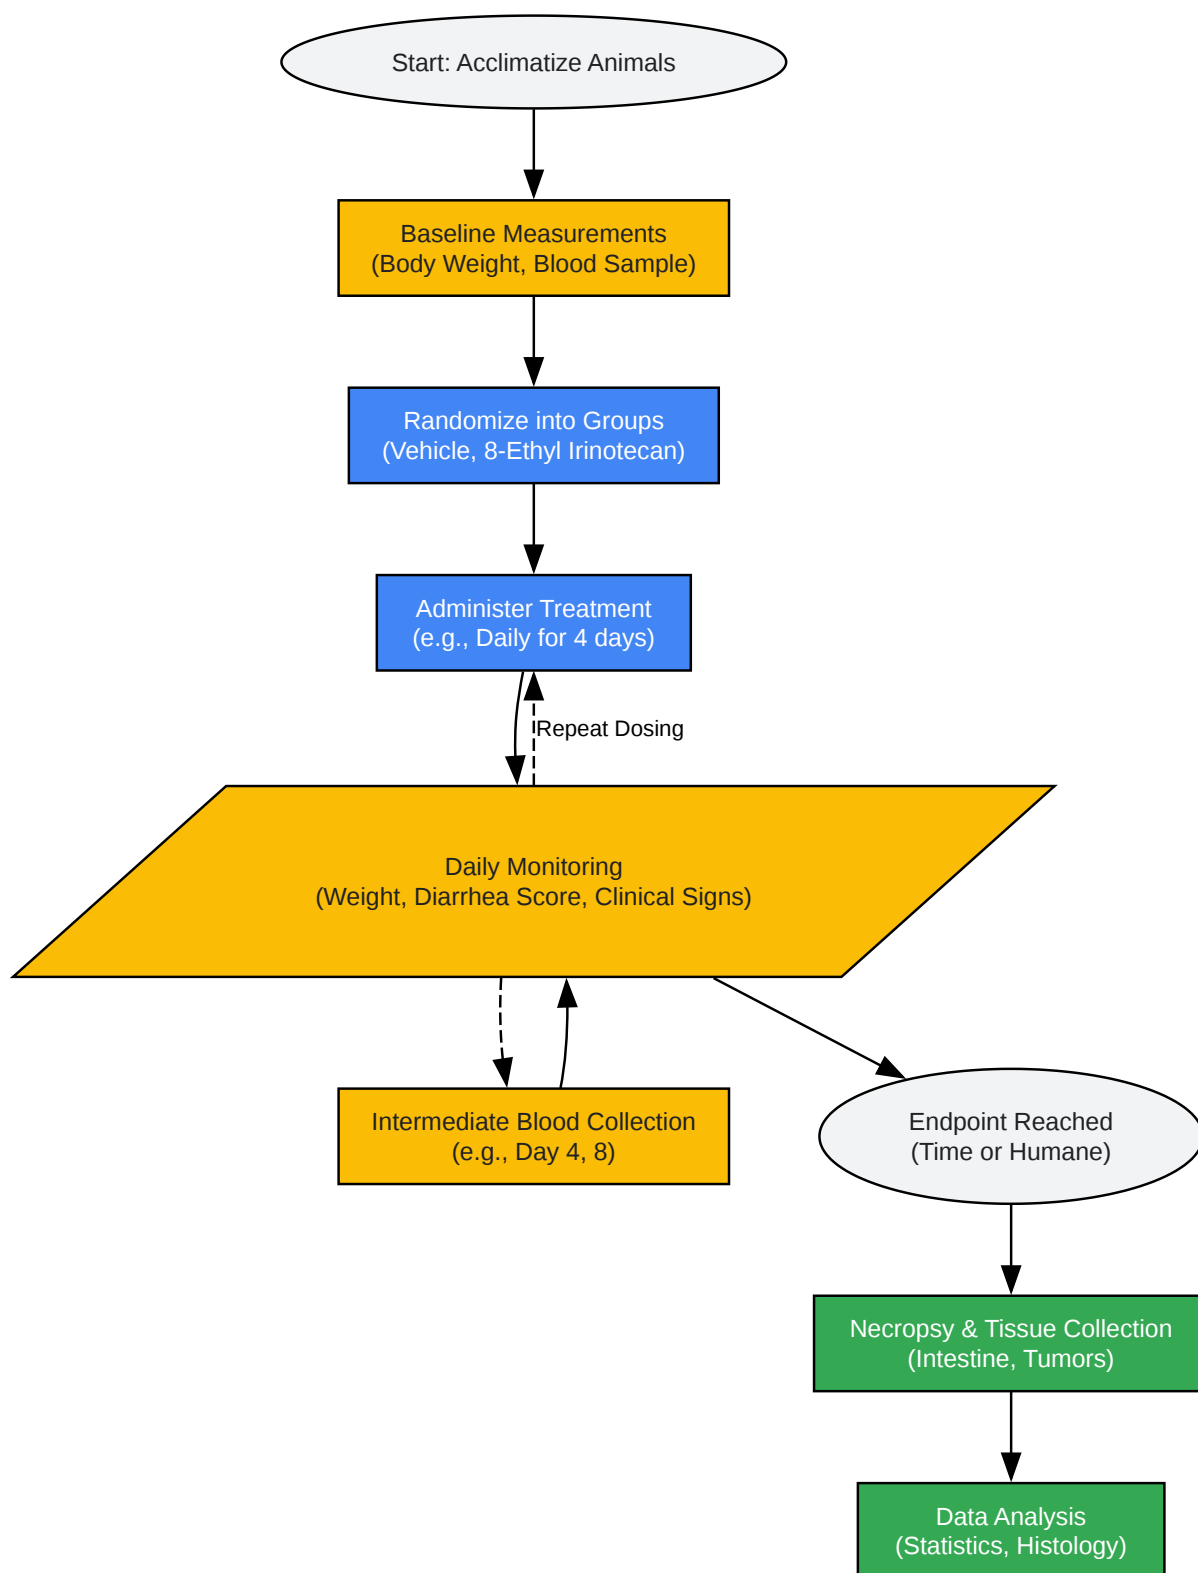 Start: Acclimatize Animals
Baseline Measurements
(Body Weight, Blood Sample)
Randomize into Groups
(Vehicle, 8-Ethyl Irinotecan)
Administer Treatment
(e.g., Daily for 4 days)
Repeat Dosing
Daily Monitoring
(Weight, Diarrhea Score, Clinical Signs)
Intermediate Blood Collection
(e.g., Day 4, 8)
Endpoint Reached
(Time or Humane)
Necropsy & Tissue Collection
(Intestine, Tumors)
Data Analysis
(Statistics, Histology)